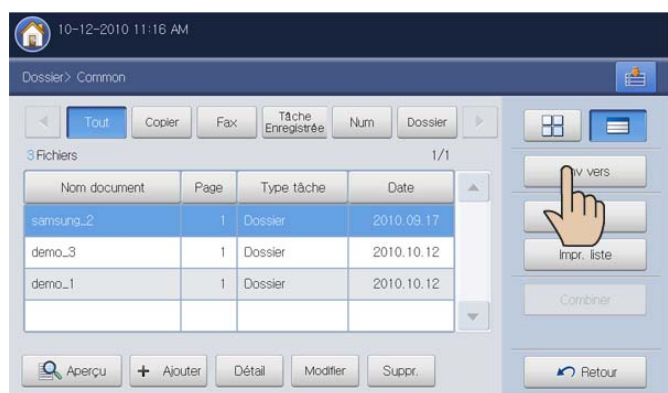 10-12-2010 11:16 AM
Dossier> Common
Tout
Copier
Fax
Tâche
Enregistrée
Num
Dossier
3 Fichiers
1/1
Nom document Page Type tâche Date
samsung_2 1 Dossier 2010.09.17
demo_3 1 Dossier 2010.10.12
demo_1 1 Dossier 2010.10.12
vers
Impr. liste
Combiner
Aperçu
+ Ajouter
Détail
Modifier
Suppr.
Retour